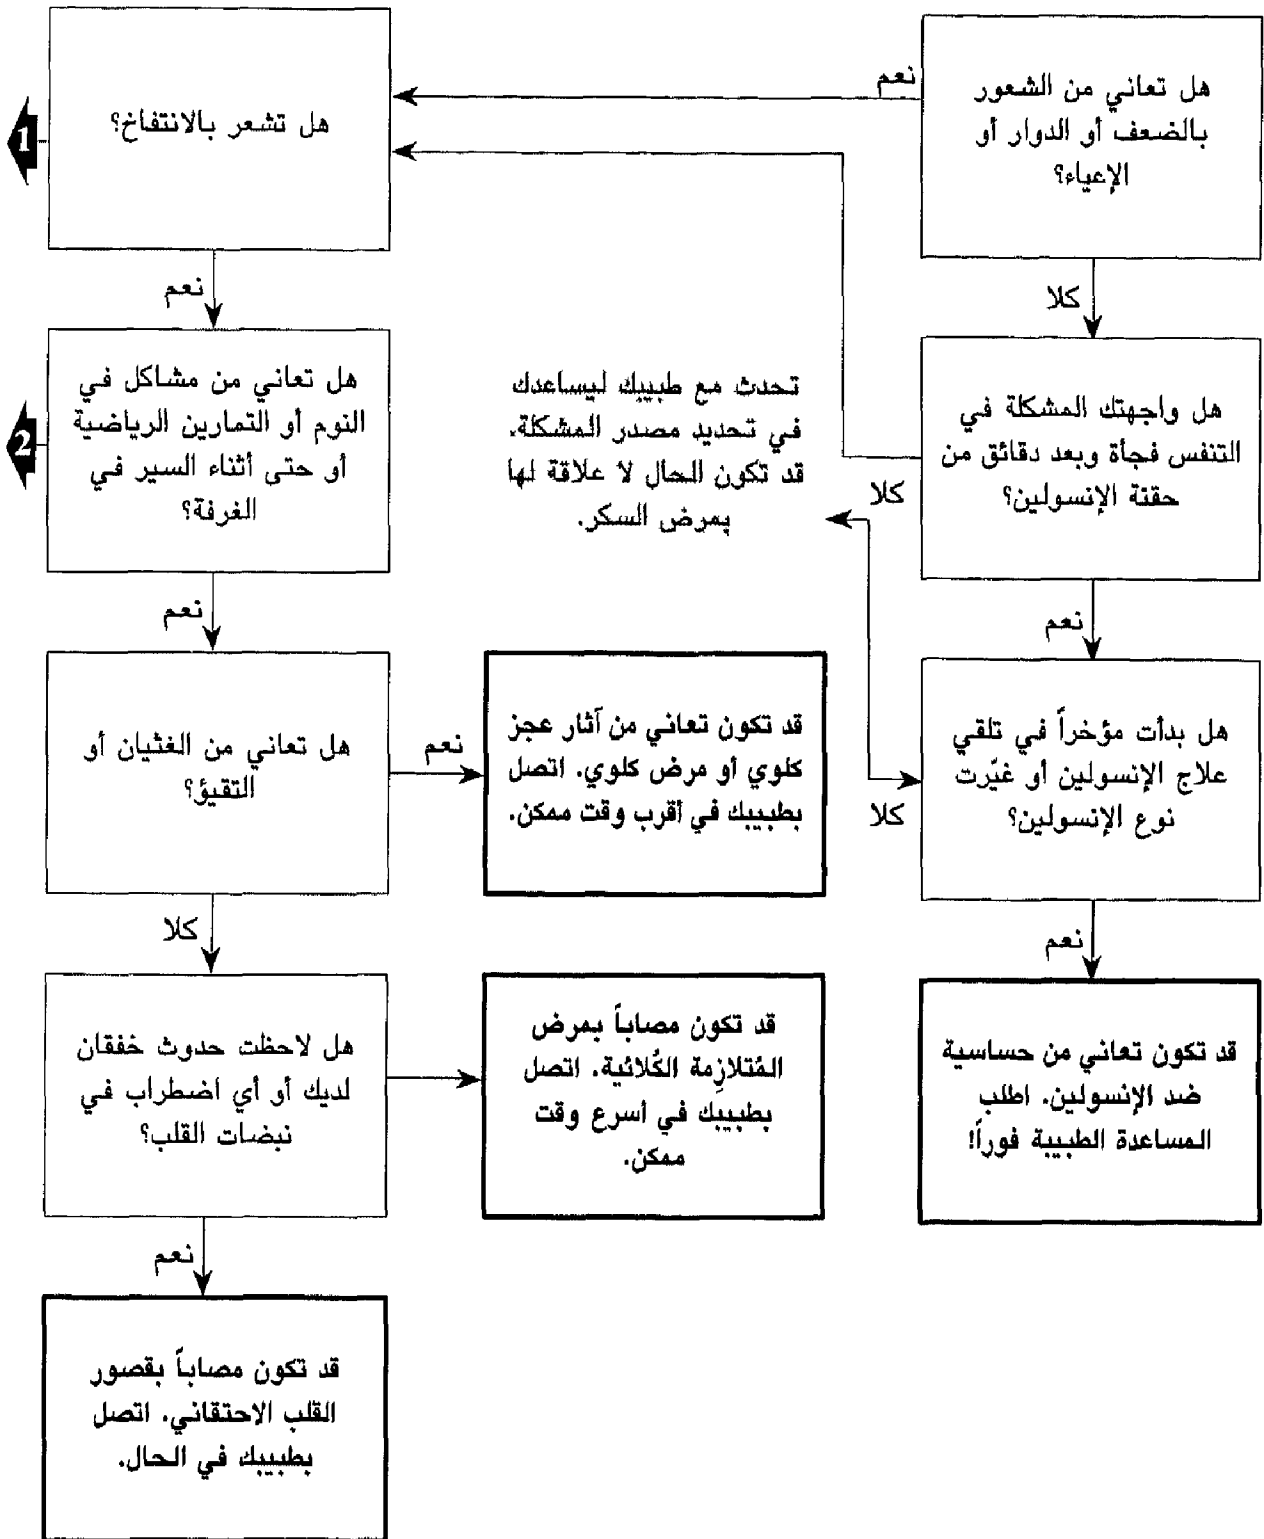 هل تعاني من الشعور
بالضعف أو الدوار أو
الإعياء؟
نعم
كلا
هل واجهتك المشكلة في
التنفس فجأة وبعد دقائق من
حقنة الإنسولين؟
كلا
نعم
هل بدأت مؤخراً في تلقي
علاج الإنسولين أو غيّرت
نوع الإنسولين؟
كلا
نعم
قد تكون تعاني من حساسية
ضد الإنسولين. اطلب
المساعدة الطبيبة فوراً!
تحدث مع طبيبك ليساعدك
في تحديد مصدر المشكلة.
قد تكون الحال لا علاقة لها
بمرض السكر.
هل تشعر بالانتفاخ؟
1
نعم
هل تعاني من مشاكل في
النوم أو التمارين الرياضية
أو حتى أثناء السير في
الغرفة؟
2
نعم
هل تعاني من الغثيان أو
التقيؤ؟
نعم
قد تكون تعاني من آثار عجز
كلوي أو مرض كلوي. اتصل
بطبيبك في أقرب وقت ممكن.
كلا
هل لاحظت حدوث خفقان
لديك أو أي اضطراب في
نبضات القلب؟
قد تكون مصاباً بمرض
المُتلازِمة الكُلائية. اتصل
بطبيبك في أسرع وقت
ممكن.
نعم
قد تكون مصاباً بقصور
القلب الاحتقاني. اتصل
بطبيبك في الحال.